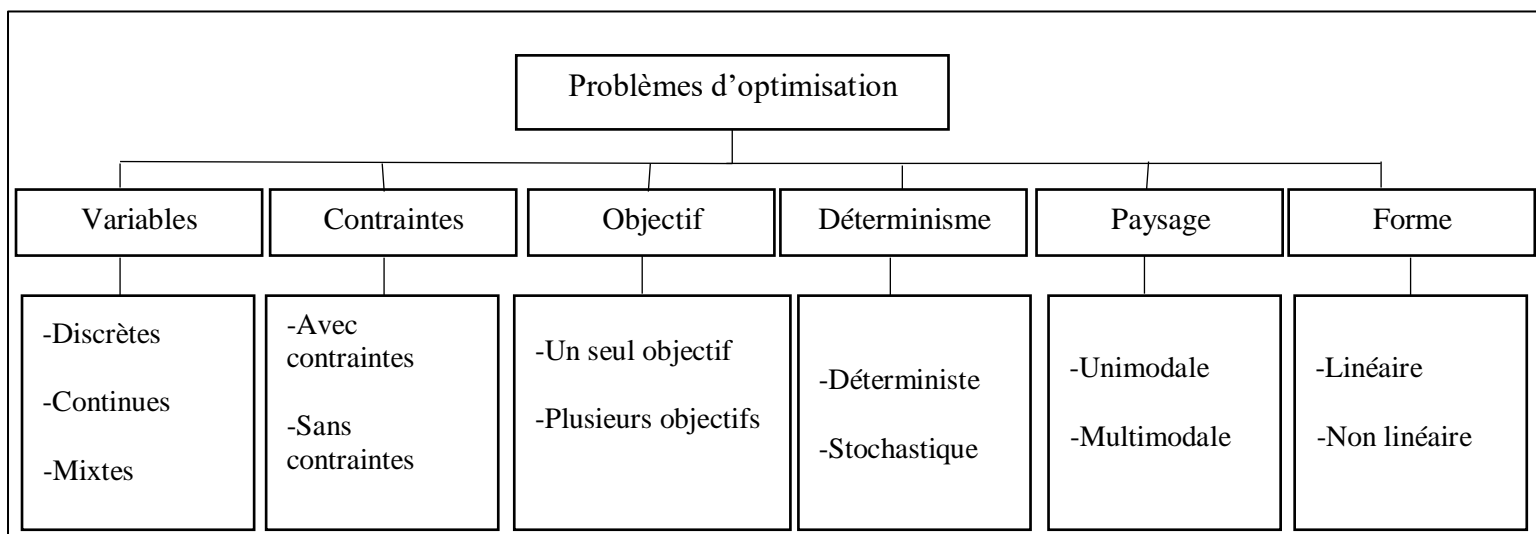 Problèmes d’optimisation
Variables
Contraintes
Objectif
Déterminisme
Paysage
Forme
-Discrètes
-Continues
-Mixtes
-Avec
contraintes
-Sans
contraintes
-Un seul objectif
-Plusieurs objectifs
-Déterministe
-Stochastique
-Unimodale
-Multimodale
-Linéaire
-Non linéaire